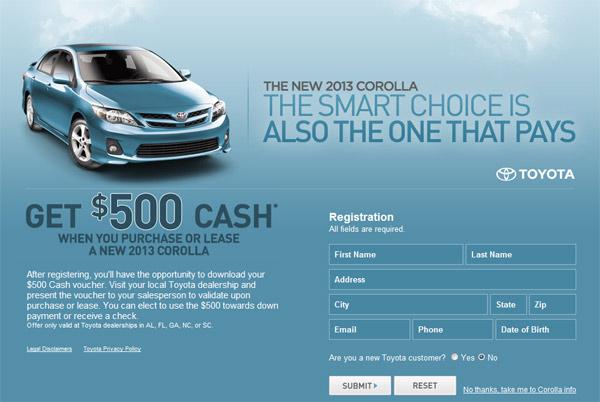 THE NEW 2013 COROLLA
THE SMART CHOICE IS
ALSO THE ONE THAT PAYS
TOYOTA
GET $500 CASH*
WHEN YOU PURCHASE OR LEASE
A NEW 2013 COROLLA
After registering, you'll have the opportunity to download your
$500 Cash voucher. Visit your local Toyota dealership and
present the voucher to your salesperson to validate upon
purchase or lease. You can elect to use the $500 towards down
payment or receive a check.
Offer only valid at Toyota dealerships in AL, FL, GA, NC, or SC.
Legal Disclaimers Toyota Privacy Policy
Registration
All fields are required.
First Name Last Name
Address
City State Zip
Email Phone Date of Birth
Are you a new Toyota customer? Yes No
SUBMIT RESET No thanks, take me to Corolla info